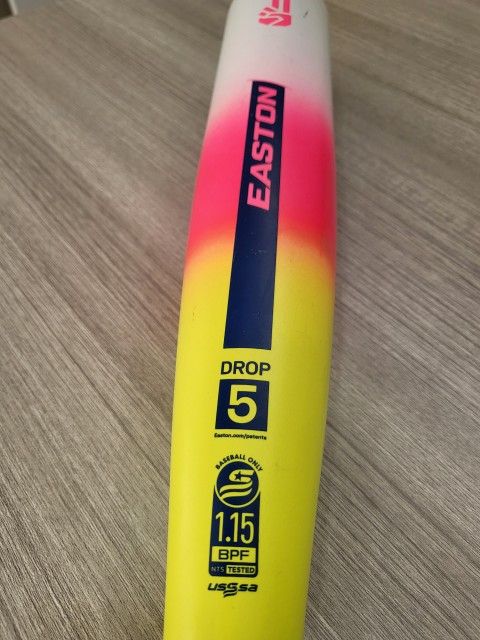 EASTON
DROP
5
Easton.com/patents
BASEBALL ONLY
1.15
BPF
NTS TESTED
usssa